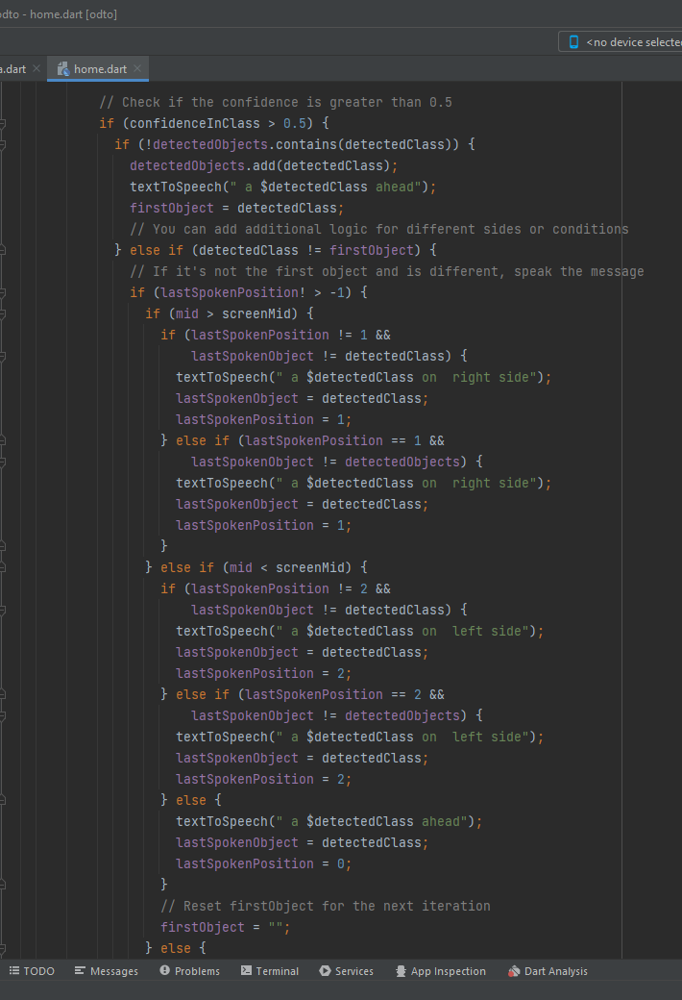 odto - home.dart [odto]
<no device selected
a.dart
home.dart
// Check if the confidence is greater than 0.5
if (confidenceInClass > 0.5) {
if (!detectedObjects.contains(detectedClass)) {
detectedObjects.add(detectedClass);
textToSpeech(" a $detectedClass ahead");
firstObject = detectedClass;
// You can add additional logic for different sides or conditions
} else if (detectedClass != firstObject) {
// If it's not the first object and is different, speak the message
if (lastSpokenPosition! > -1) {
if (mid > screenMid) {
if (lastSpokenPosition != 1 &&
lastSpokenObject != detectedClass) {
textToSpeech(" a $detectedClass on  right side");
lastSpokenObject = detectedClass;
lastSpokenPosition = 1;
} else if (lastSpokenPosition == 1 &&
lastSpokenObject != detectedObjects) {
textToSpeech(" a $detectedClass on  right side");
lastSpokenObject = detectedClass;
lastSpokenPosition = 1;
}
} else if (mid < screenMid) {
if (lastSpokenPosition != 2 &&
lastSpokenObject != detectedClass) {
textToSpeech(" a $detectedClass on  left side");
lastSpokenObject = detectedClass;
lastSpokenPosition = 2;
} else if (lastSpokenPosition == 2 &&
lastSpokenObject != detectedObjects) {
textToSpeech(" a $detectedClass on  left side");
lastSpokenObject = detectedClass;
lastSpokenPosition = 2;
} else {
textToSpeech(" a $detectedClass ahead");
lastSpokenObject = detectedClass;
lastSpokenPosition = 0;
}
// Reset firstObject for the next iteration
firstObject = "";
} else {
TODO Messages Problems Terminal Services App Inspection Dart Analysis